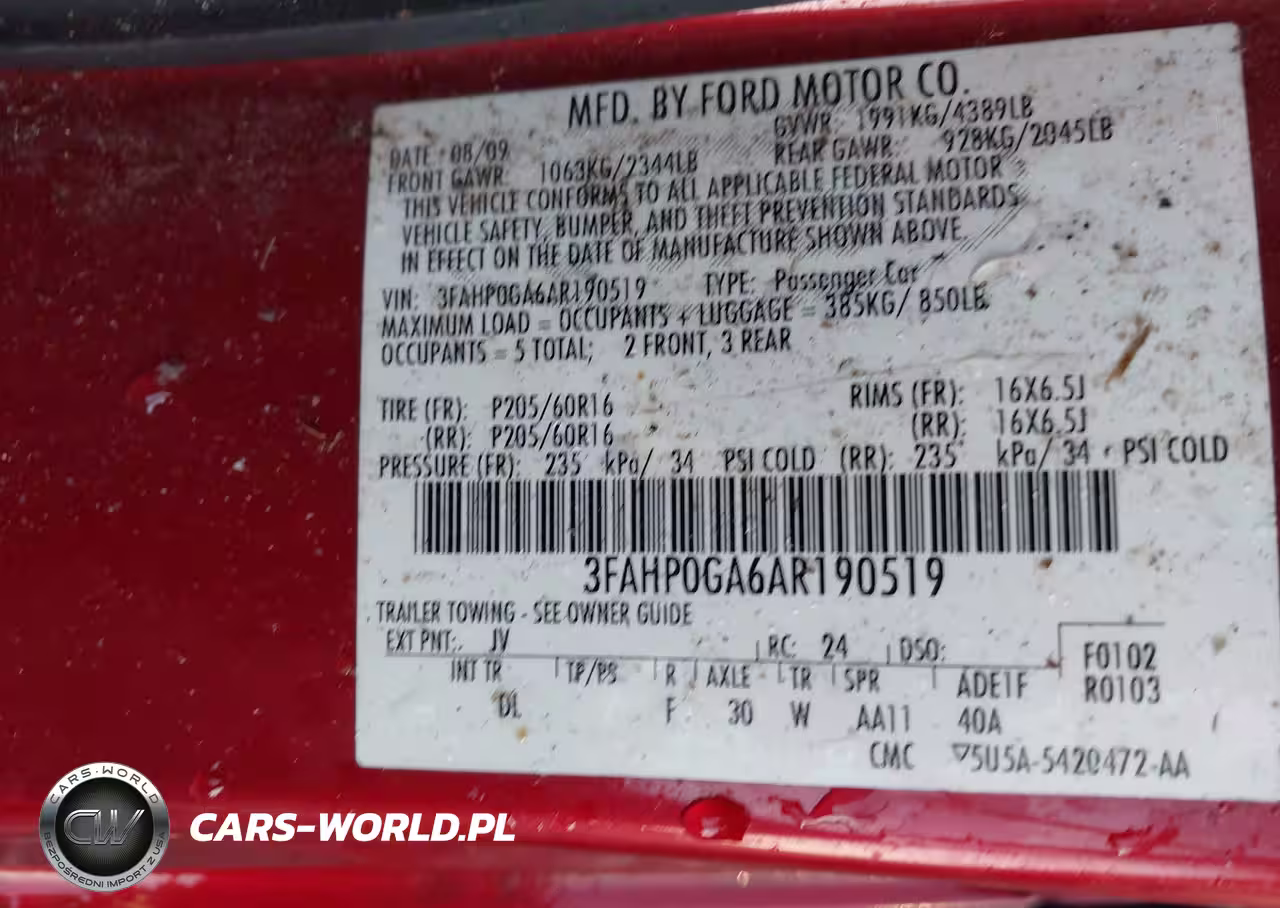 MFD. BY FORD MOTOR CO.
DATE: 08/09 GVWR: 1991KG/4389LB
FRONT GAWR: 1063KG/2344LB REAR GAWR: 928KG/2045LB
THIS VEHICLE CONFORMS TO ALL APPLICABLE FEDERAL MOTOR
VEHICLE SAFETY, BUMPER, AND THEFT PREVENTION STANDARDS
IN EFFECT ON THE DATE OF MANUFACTURE SHOWN ABOVE.
VIN: 3FAHP0GA6AR190519 TYPE: Passenger Car
MAXIMUM LOAD = OCCUPANTS + LUGGAGE = 385KG/ 850LB
OCCUPANTS = 5 TOTAL; 2 FRONT, 3 REAR
TIRE (FR): P205/60R16 RIMS (FR): 16X6.5J
(RR): P205/60R16 (RR): 16X6.5J
PRESSURE (FR): 235 kPa/ 34 PSI COLD (RR): 235 kPa/ 34 PSI COLD
3FAHP0GA6AR190519
TRAILER TOWING - SEE OWNER GUIDE
EXT PNT: JV RC: 24 DSO: F0102
INT TR TP/PS R AXLE TR SPR ADE1F R0103
DL F 30 W AA11 40A
CMC ▽5U5A-5420472-AA
CARS-WORLD
CW
BEZPOŚREDNI IMPORT Z USA
CARS-WORLD.PL